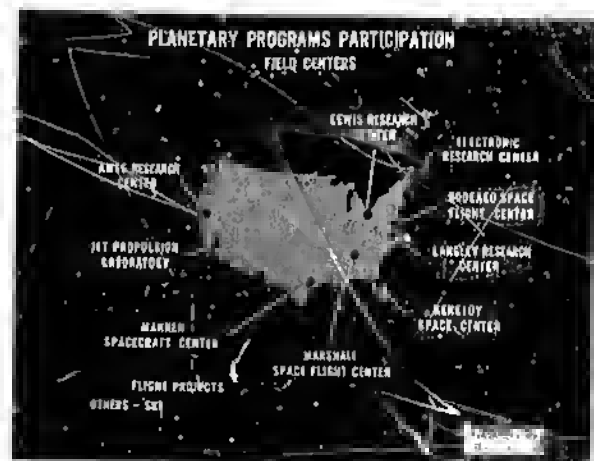 PLANETARY PROGRAMS PARTICIPATION
FIELD CENTERS
LEWIS RESEARCH
ELECTRONIC
RESEARCH CENTER
AMES RESEARCH
CENTER
GODDARD SPACE
FLIGHT CENTER
JET PROPULSION
LABORATORY
LANGLEY RESEARCH
CENTER
KENNEDY
SPACE CENTER
MANNED
SPACECRAFT CENTER
MARSHALL
SPACE FLIGHT CENTER
FLIGHT PROJECTS
OTHERS -